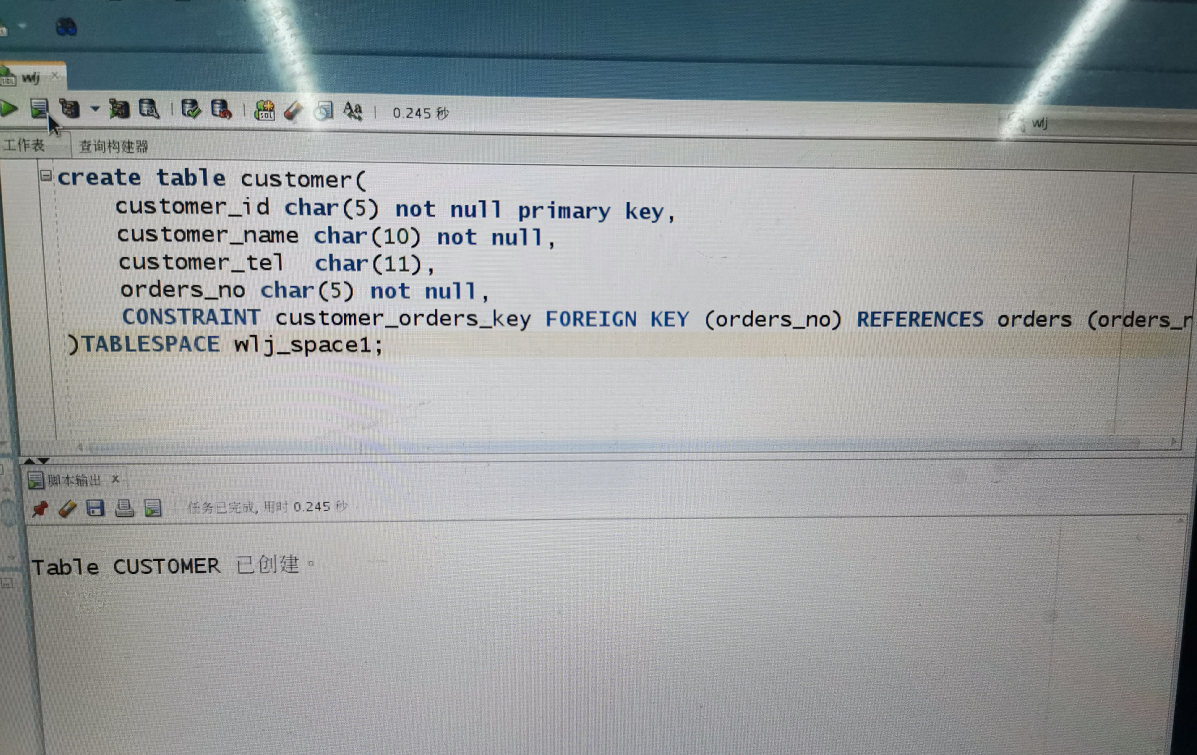 wlj
0.245 秒
wlj
工作表 查询构建器
create table customer(
customer_id char(5) not null primary key,
customer_name char(10) not null,
customer_tel char(11),
orders_no char(5) not null,
CONSTRAINT customer_orders_key FOREIGN KEY (orders_no) REFERENCES orders (orders_n
)TABLESPACE wlj_space1;
脚本输出 x
任务已完成, 用时 0.245 秒
Table CUSTOMER 已创建。